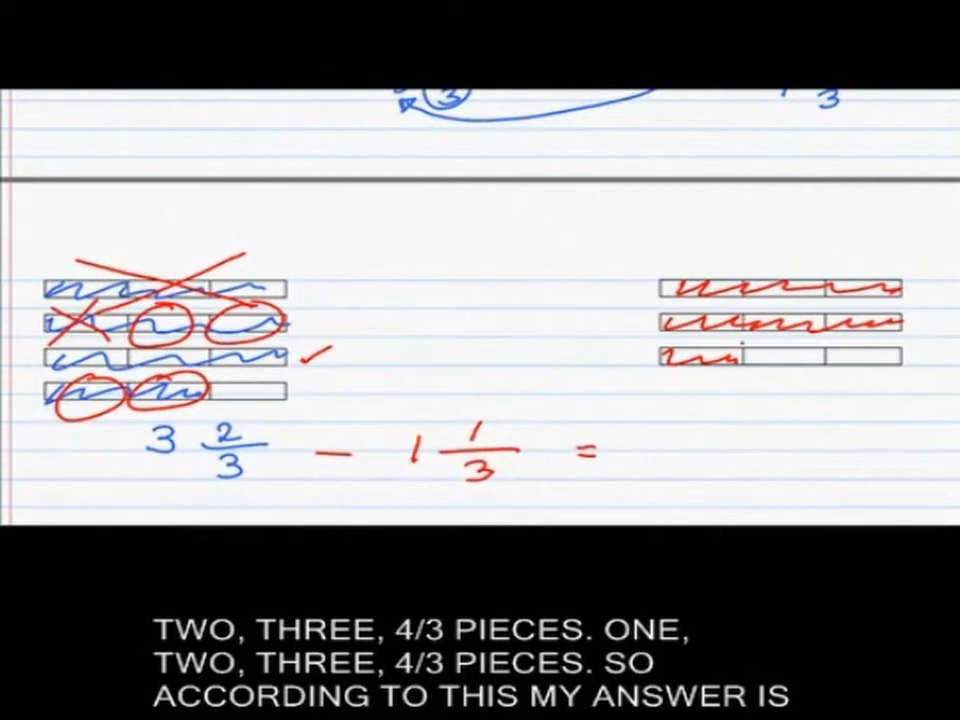 3
3
3 2/3 − 1 1/3 =
TWO, THREE, 4/3 PIECES. ONE,
TWO, THREE, 4/3 PIECES. SO
ACCORDING TO THIS MY ANSWER IS